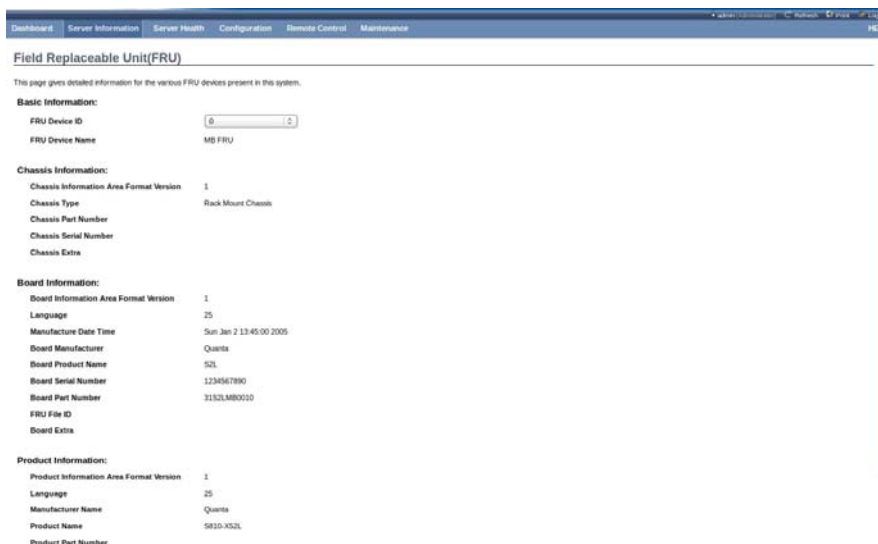 • admin (Administrator) Refresh Print
Dashboard Server Information Server Health Configuration Remote Control Maintenance
Field Replaceable Unit(FRU)
This page gives detailed information for the various FRU devices present in this system.
Basic Information:
FRU Device ID 0
FRU Device Name MB FRU
Chassis Information:
Chassis Information Area Format Version 1
Chassis Type Rack Mount Chassis
Chassis Part Number
Chassis Serial Number
Chassis Extra
Board Information:
Board Information Area Format Version 1
Language 25
Manufacture Date Time Sun Jan 2 13:45:00 2005
Board Manufacturer Quanta
Board Product Name S2L
Board Serial Number 1234567890
Board Part Number 31S2LMB0010
FRU File ID
Board Extra
Product Information:
Product Information Area Format Version 1
Language 25
Manufacturer Name Quanta
Product Name S810-X52L
Product Part Number